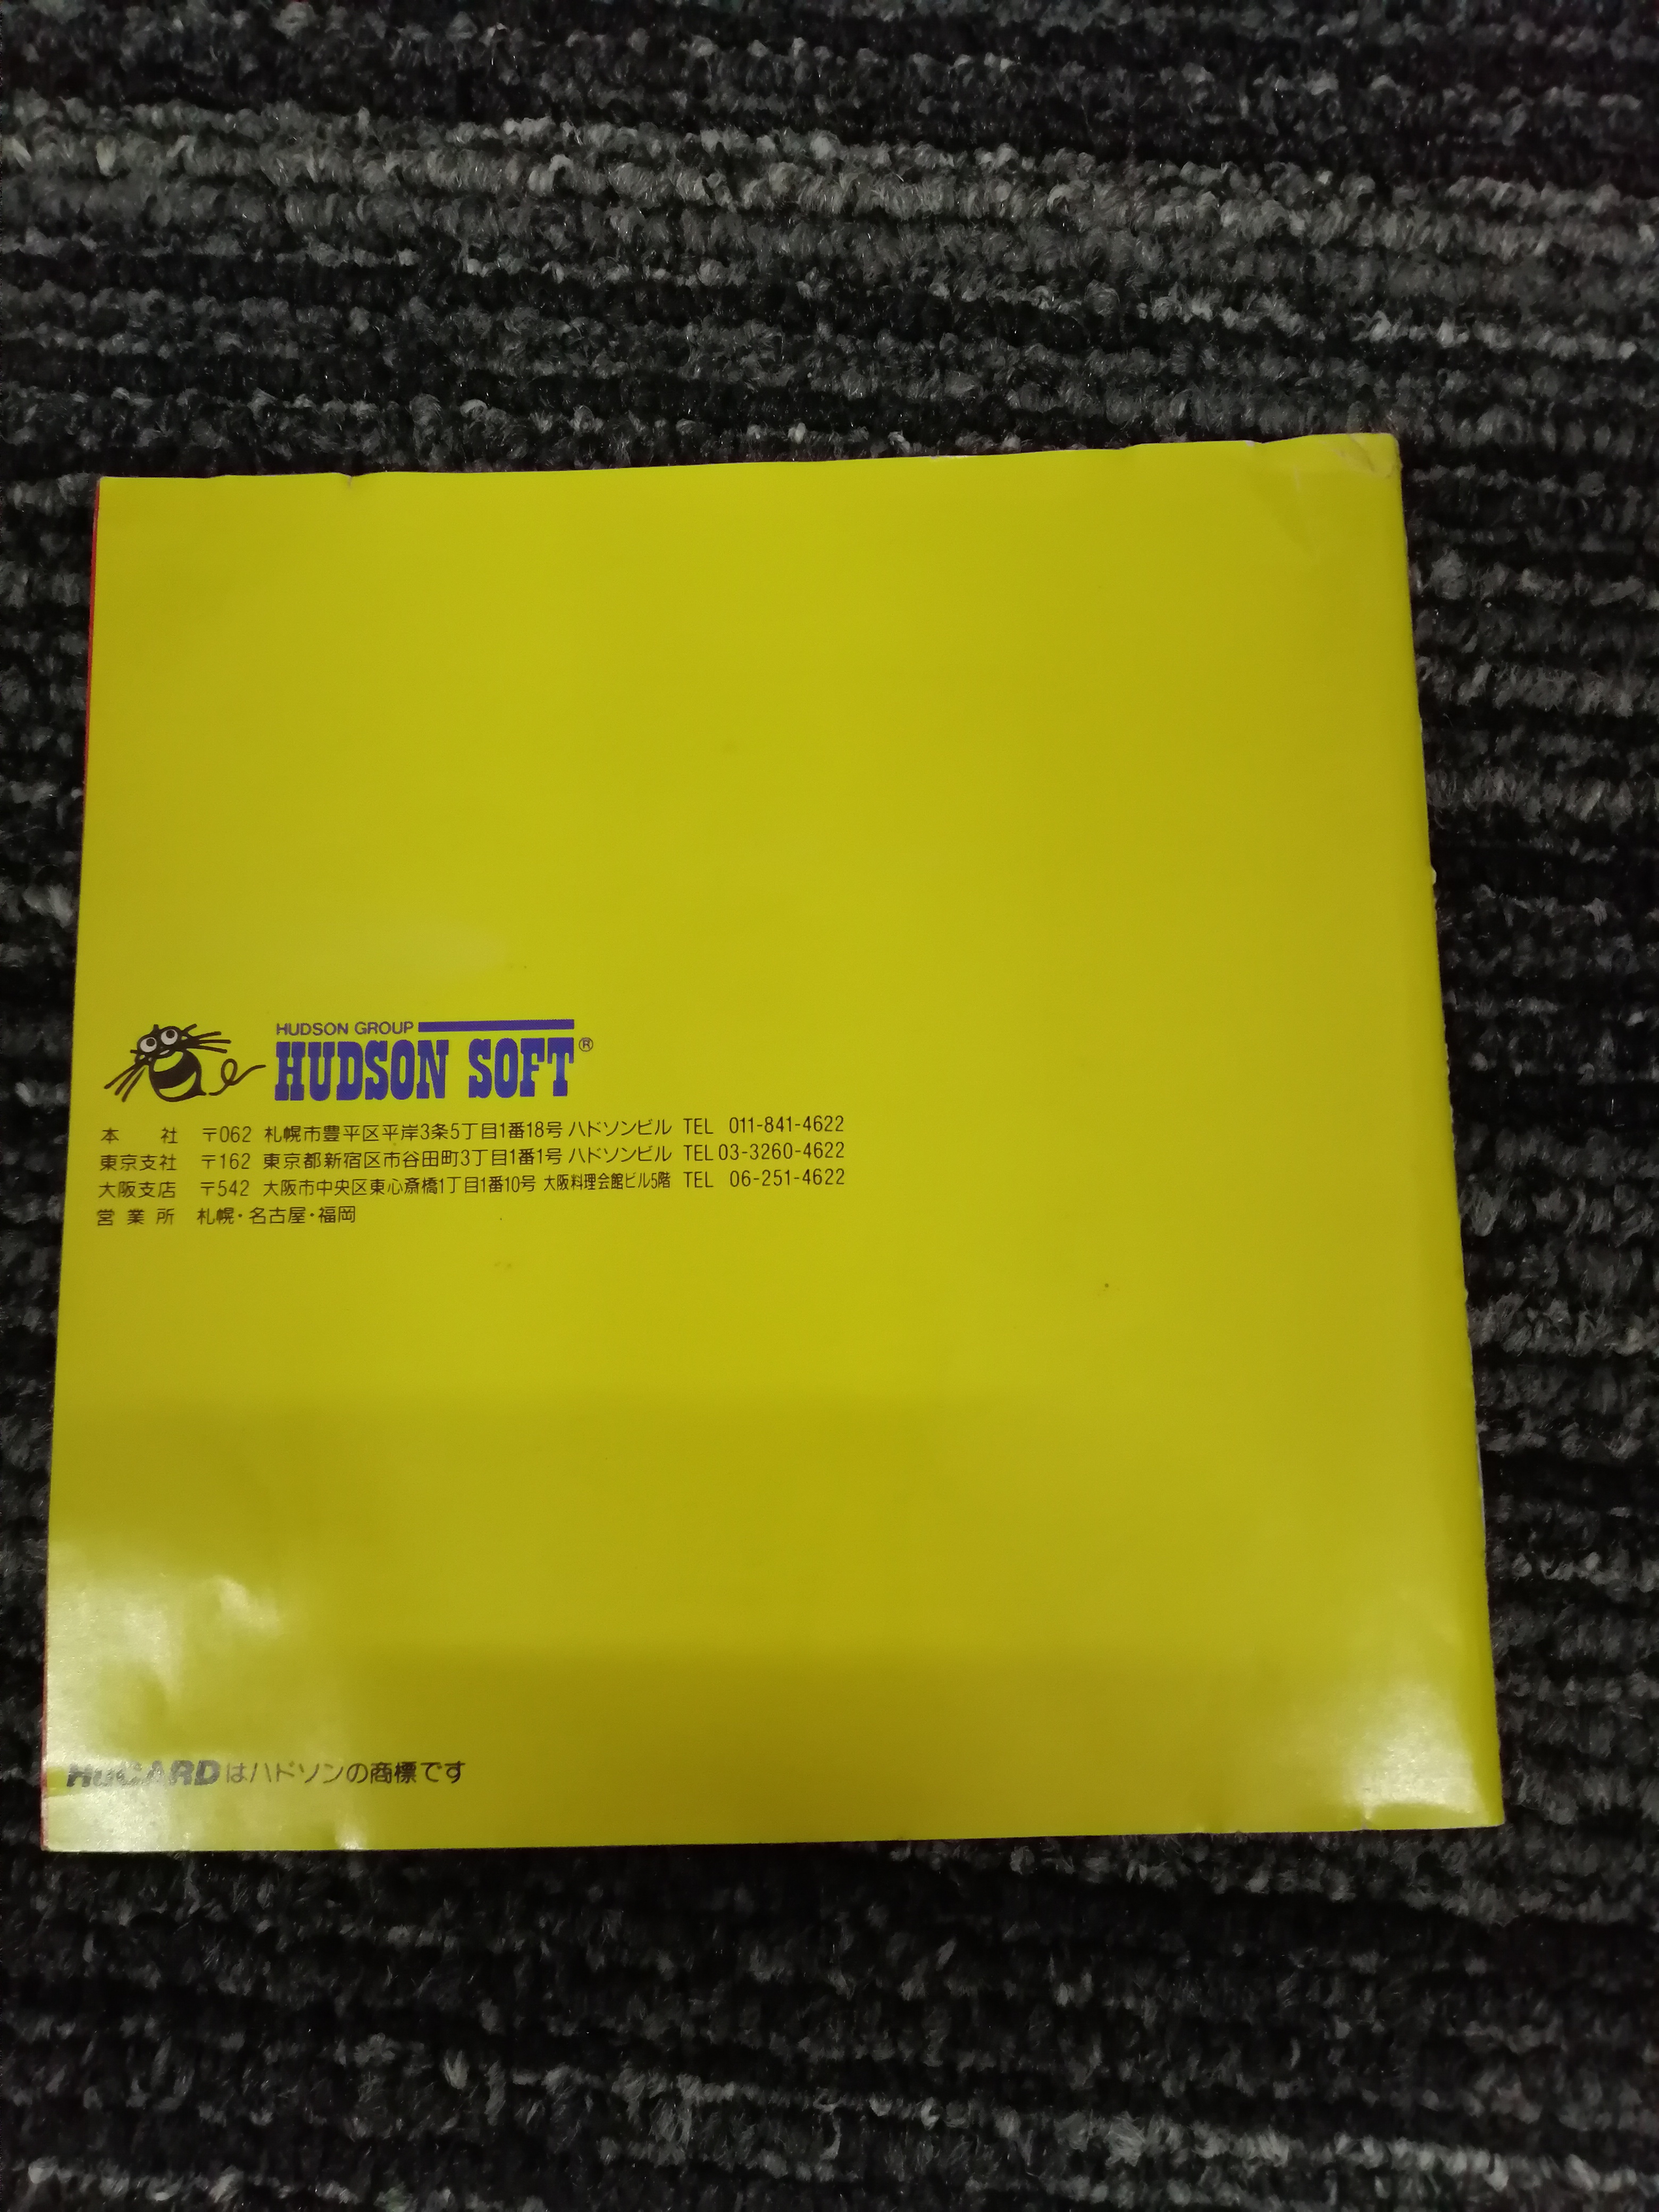 HUDSON GROUP
HUDSON SOFT®
本 社 〒062 札幌市豊平区平岸3条5丁目1番18号 ハドソンビル TEL 011-841-4622
東京支社 〒162 東京都新宿区市谷田町3丁目1番1号 ハドソンビル TEL 03-3260-4622
大阪支店 〒542 大阪市中央区東心斎橋1丁目1番10号 大阪料理会館ビル5階 TEL 06-251-4622
営業所 札幌・名古屋・福岡
HuCARDはハドソンの商標です